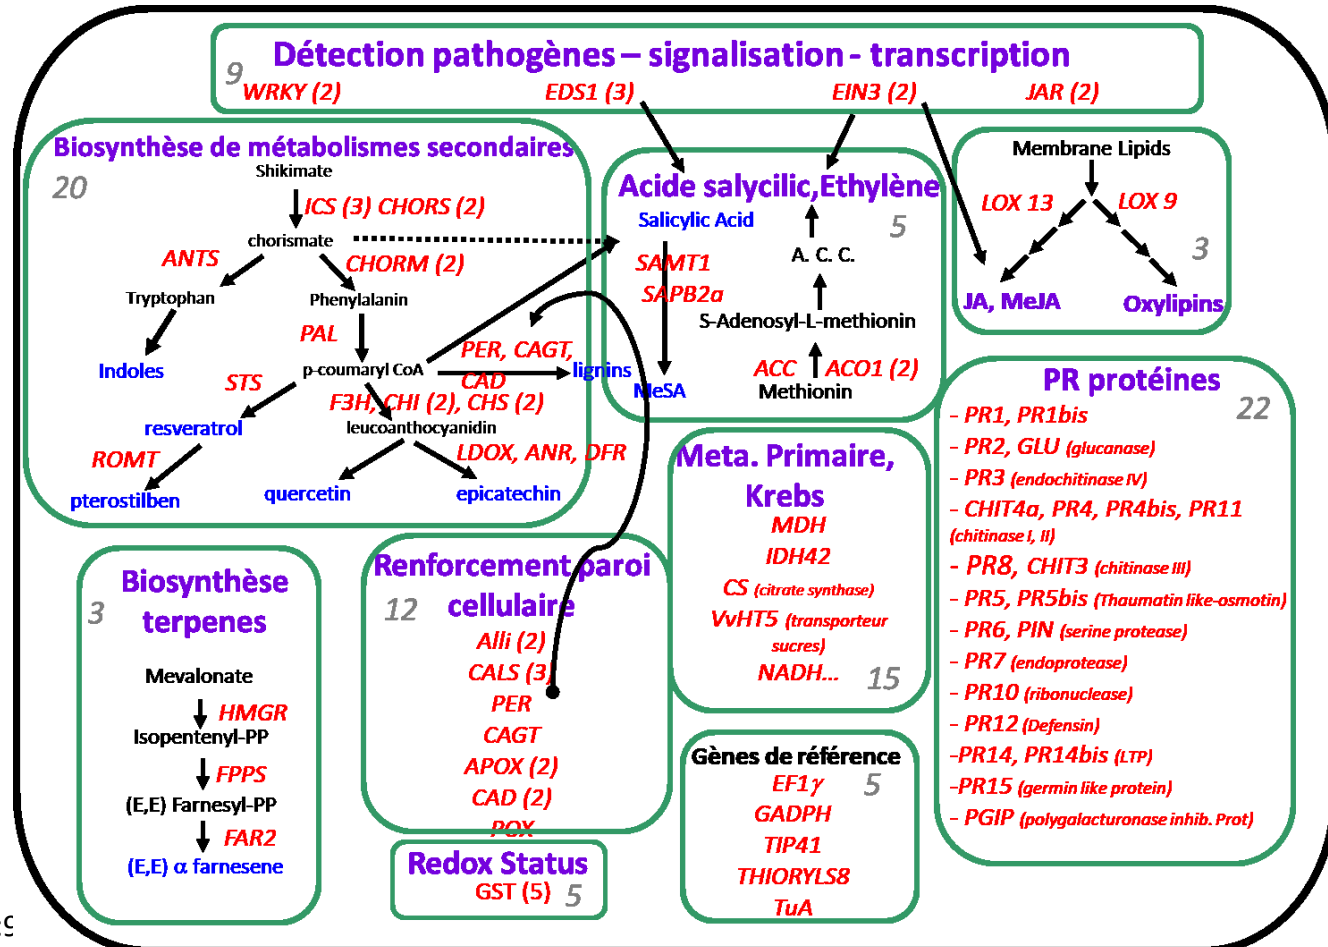 Détection pathogènes – signalisation - transcription
9
WRKY (2) EDS1 (3) EIN3 (2) JAR (2)
Biosynthèse de métabolismes secondaires
20
Shikimate
ICS (3) CHORS (2)
chorismate
ANTS
CHORM (2)
Tryptophan
Phenylalanin
PAL
Indoles
p-coumaryl CoA
PER, CAGT,
CAD
lignins
STS
F3H, CHI (2), CHS (2)
resveratrol
leucoanthocyanidin
ROMT
LDOX, ANR, DFR
pterostilben
quercetin
epicatechin
Acide salycilic,Ethylène
5
Salicylic Acid
A. C. C.
SAMT1
SAPB2a
S-Adenosyl-L-methionin
ACC
ACO1 (2)
MeSA
Methionin
Membrane Lipids
LOX 13
LOX 9
3
JA, MeJA
Oxylipins
PR protéines
22
- PR1, PR1bis
- PR2, GLU (glucanase)
- PR3 (endochitinase IV)
- CHIT4a, PR4, PR4bis, PR11
(chitinase I, II)
- PR8, CHIT3 (chitinase III)
- PR5, PR5bis (Thaumatin like-osmotin)
- PR6, PIN (serine protease)
- PR7 (endoprotease)
- PR10 (ribonuclease)
- PR12 (Defensin)
-PR14, PR14bis (LTP)
-PR15 (germin like protein)
- PGIP (polygalacturonase inhib. Prot)
Meta. Primaire,
Krebs
MDH
IDH42
CS (citrate synthase)
VvHT5 (transporteur
sucres)
NADH...
15
Biosynthèse
terpenes
3
Mevalonate
HMGR
Isopentenyl-PP
FPPS
(E,E) Farnesyl-PP
FAR2
(E,E) α farnesene
Renforcement paroi
cellulaire
12
Alli (2)
CALS (3)
PER
CAGT
APOX (2)
CAD (2)
POX
Redox Status
GST (5)
5
Gènes de référence
5
EF1γ
GADPH
TIP41
THIORYLS8
TuA